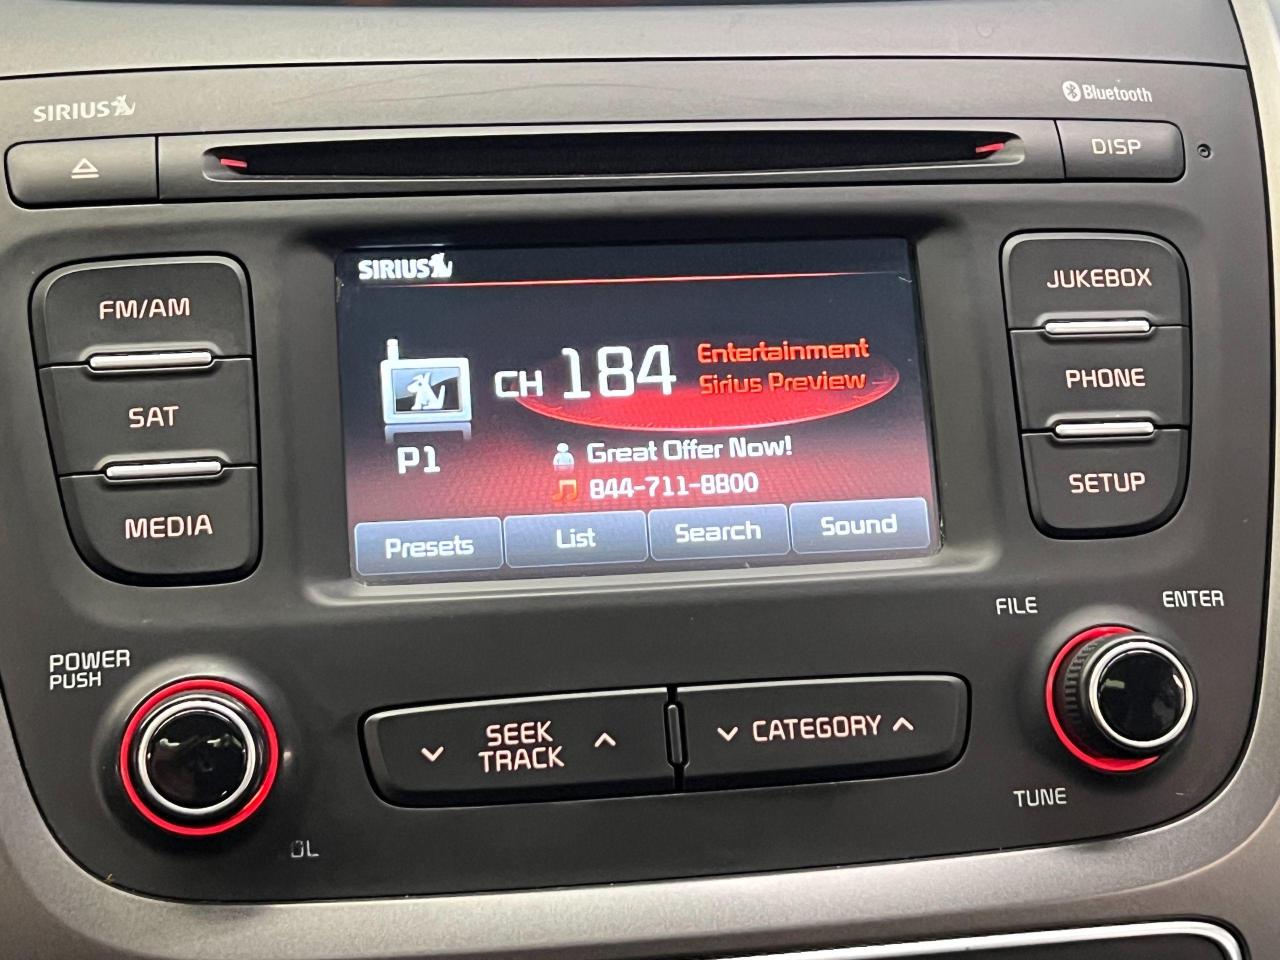 SIRIUS
Bluetooth
DISP
FM/AM
SAT
MEDIA
SIRIUS
CH 184
Entertainment
Sirius Preview
P1
Great Offer Now!
844-711-8800
Presets
List
Search
Sound
JUKEBOX
PHONE
SETUP
POWER
PUSH
SEEK
TRACK
CATEGORY
FILE
ENTER
TUNE